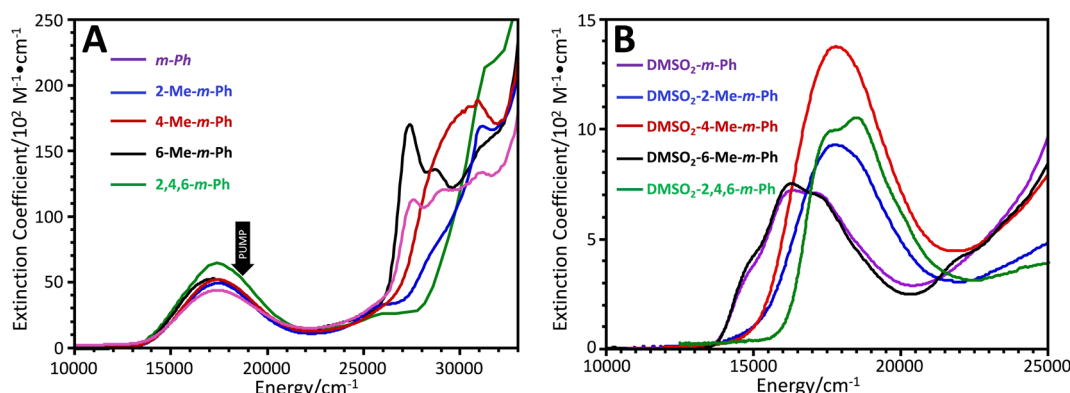 A
250
200
150
100
50
0
Extinction Coefficient/10² M⁻¹•cm⁻¹
m-Ph
2-Me-m-Ph
4-Me-m-Ph
6-Me-m-Ph
2,4,6-m-Ph
PUMP
10000 15000 20000 25000 30000
Energy/cm⁻¹
B
15
10
5
0
Extinction Coefficient/10² M⁻¹•cm⁻¹
DMSO₂-m-Ph
DMSO₂-2-Me-m-Ph
DMSO₂-4-Me-m-Ph
DMSO₂-6-Me-m-Ph
DMSO₂-2,4,6-m-Ph
10000 15000 20000 25000
Energy/cm⁻¹